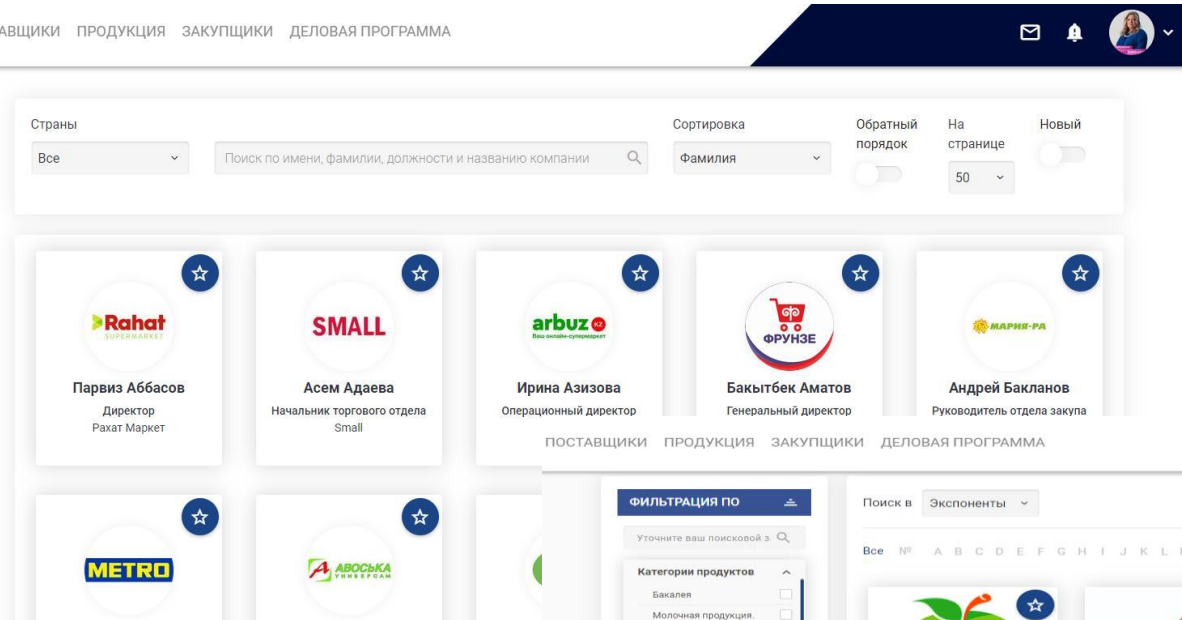 ПРОДУКЦИЯ ЗАКУПЩИКИ ДЕЛОВАЯ ПРОГРАММА
Страны
Сортировка
Обратный
порядок
На
странице
Новый
Все
Поиск по имени, фамилии, должности и названию компании
Фамилия
50
Rahat
SUPERMARKET
SMALL
arbuz KZ
Ваш онлайн-супермаркет
ФРУНЗЕ
МАРИЯ-РА
Парвиз Аббасов
Директор
Рахат Маркет
Асем Адаева
Начальник торгового отдела
Small
Ирина Азизова
Операционный директор
Бакытбек Аматов
Генеральный директор
Андрей Бакланов
Руководитель отдела закупа
ПОСТАВЩИКИ ПРОДУКЦИЯ ЗАКУПЩИКИ ДЕЛОВАЯ ПРОГРАММА
METRO
АВОСЬКА
УНИВЕРСАМ
ФИЛЬТРАЦИЯ ПО
Уточните ваш поисковой з
Категории продуктов
Бакалея
Молочная продукция.
Поиск в Экспоненты
Все № A B C D E F G H I J K L